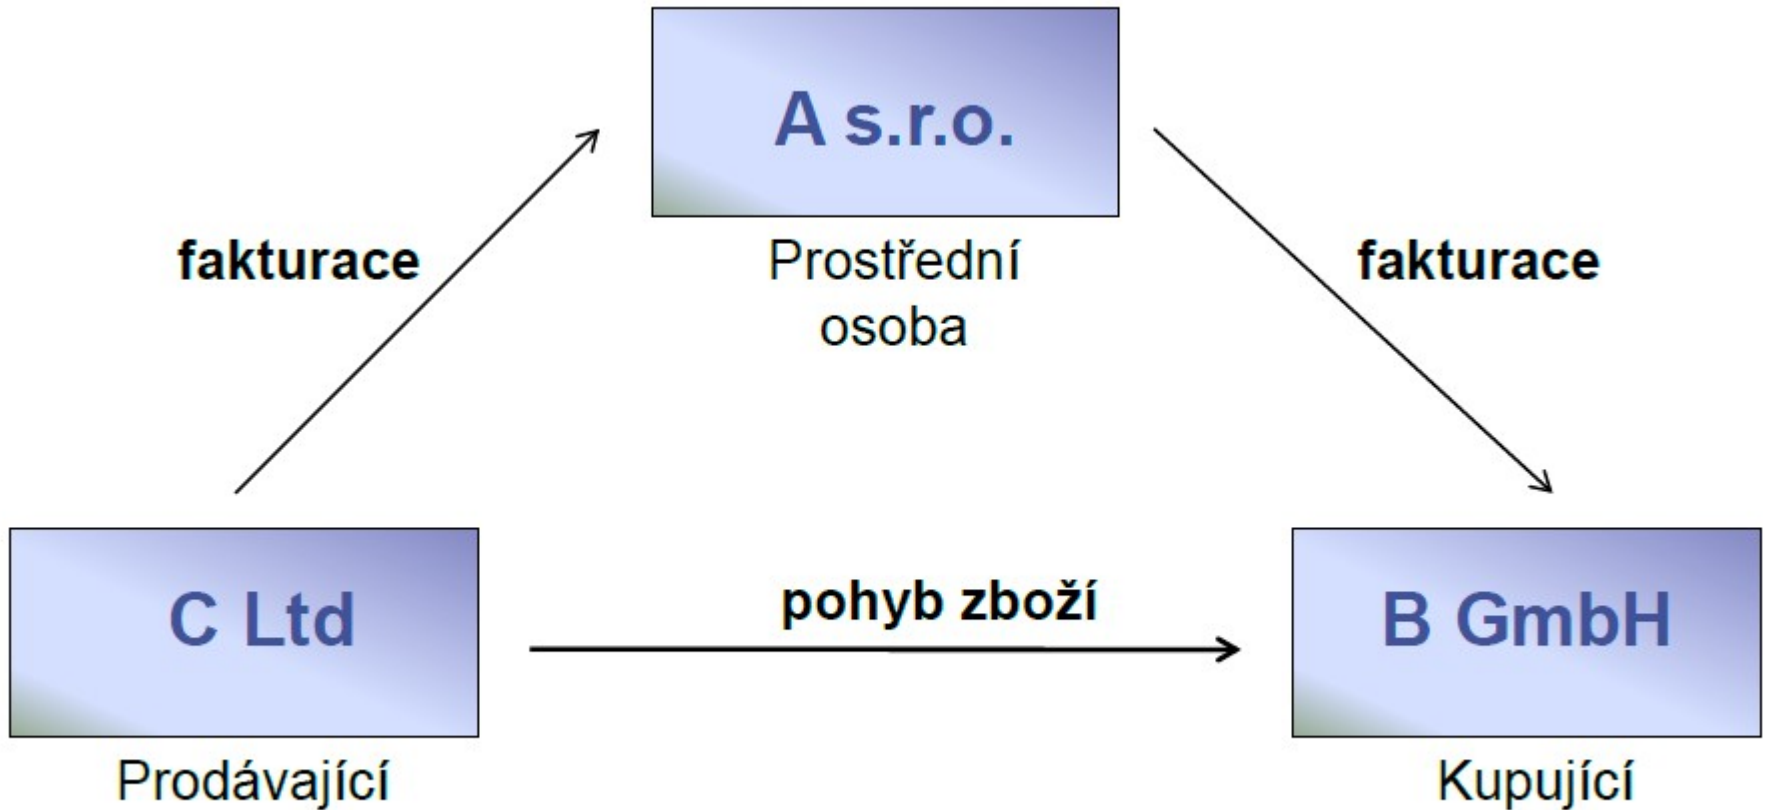 A s.r.o.
Prostřední
osoba
fakturace
fakturace
pohyb zboží
C Ltd
Prodávající
B GmbH
Kupující